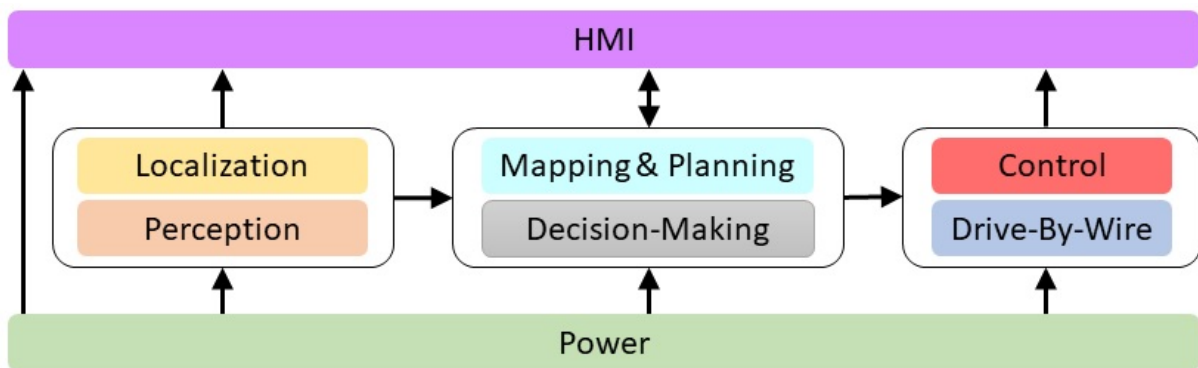 HMI
Localization
Perception
Mapping & Planning
Decision-Making
Control
Drive-By-Wire
Power